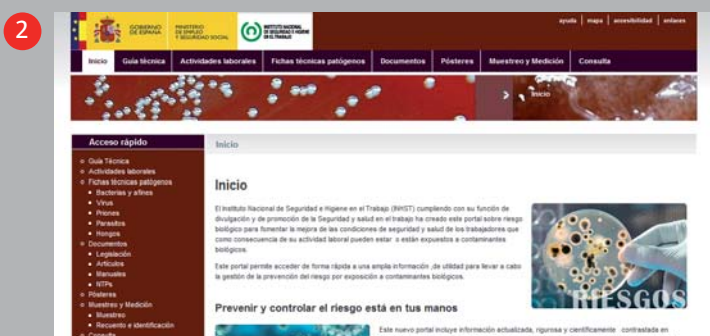 2
GOBIERNO DE ESPAÑA
MINISTERIO DE EMPLEO Y SEGURIDAD SOCIAL
INSTITUTO NACIONAL DE SEGURIDAD E HIGIENE EN EL TRABAJO
ayuda | mapa | accesibilidad | enlaces
Inicio Guía técnica Actividades laborales Fichas técnicas patógenos Documentos Pósteres Muestreo y Medición Consulta
> Inicio
Acceso rápido
Inicio
Guía Técnica
Actividades laborales
Fichas técnicas patógenos
Bacterias y afines
Virus
Priones
Parasitos
Hongos
Documentos
Legislación
Artículos
Manuales
NTPs
Pósteres
Muestreo y Medición
Muestreo
Recuento e identificación
Consulta
Inicio
El Instituto Nacional de Seguridad e Higiene en el Trabajo (INHST) cumpliendo con su función de
divulgación y de promoción de la Seguridad y salud en el trabajo ha creado este portal sobre riesgo
biológico para fomentar la mejora de las condiciones de seguridad y salud de los trabajadores que
como consecuencia de su actividad laboral pueden estar o están expuestos a contaminantes
biológicos.
Este portal permite acceder de forma rápida a una amplia información ,de utilidad para llevar a cabo
la gestión de la prevención del riesgo por exposición a contaminantes biológicos.
RIESGOS
Prevenir y controlar el riesgo está en tus manos
Este nuevo portal incluye información actualizada, rigurosa y científicamente contrastada en